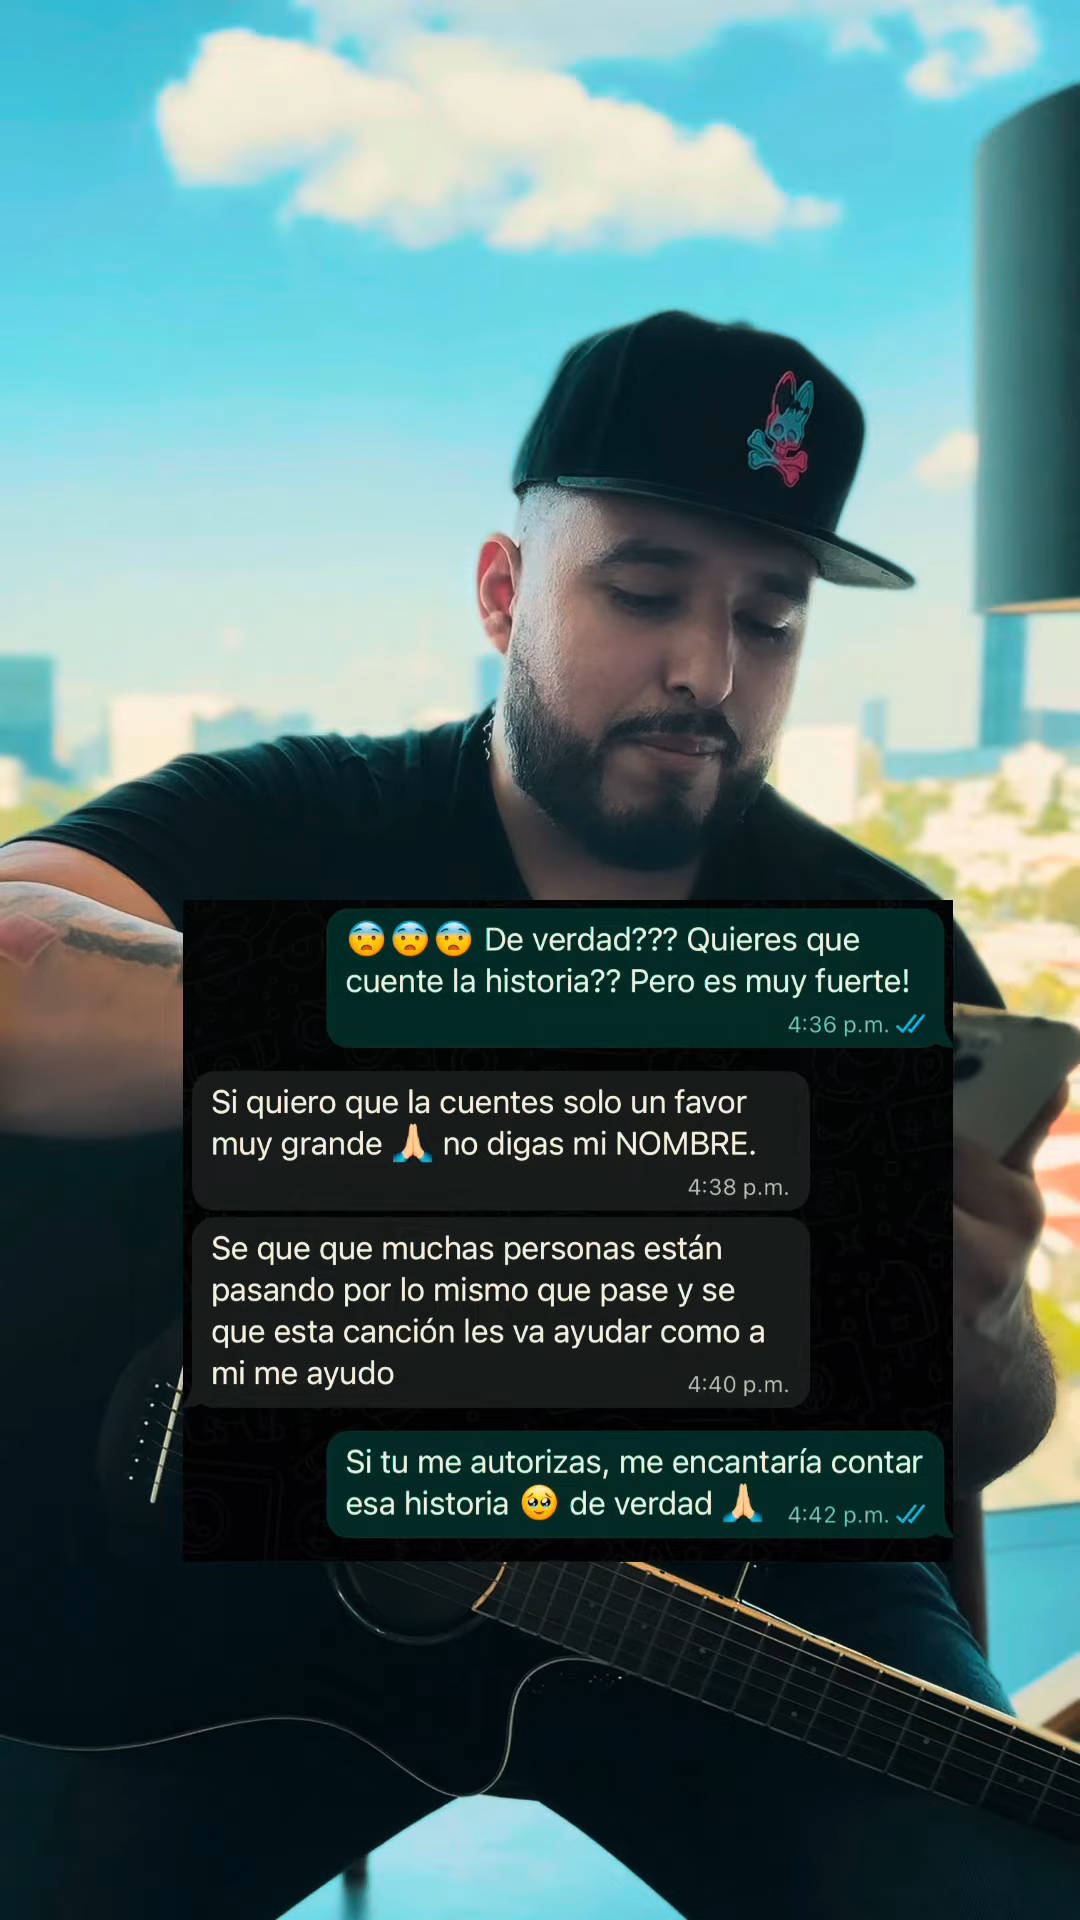 😨😨😨 De verdad??? Quieres que
cuente la historia?? Pero es muy fuerte!
4:36 p.m.
Si quiero que la cuentes solo un favor
muy grande 🙏🏻 no digas mi NOMBRE.
4:38 p.m.
Se que que muchas personas están
pasando por lo mismo que pase y se
que esta canción les va ayudar como a
mi me ayudo
4:40 p.m.
Si tu me autorizas, me encantaría contar
esa historia 🥹 de verdad 🙏🏻
4:42 p.m.